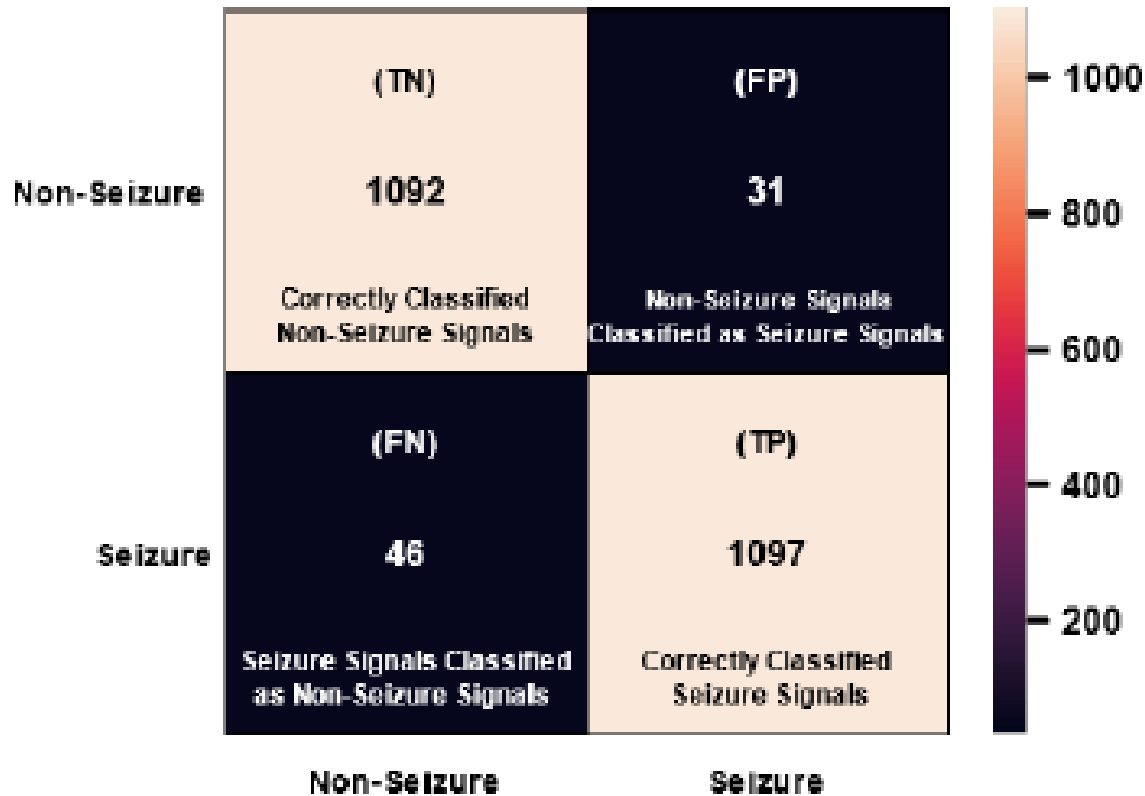 (TN)
(FP)
1000
Non-Seizure
1092
31
800
Correctly Classified
Non-Seizure Signals
Non-Seizure Signals
Classified as Seizure Signals
600
(FN)
(TP)
400
Seizure
46
1097
200
Seizure Signals Classified
as Non-Seizure Signals
Correctly Classified
Seizure Signals
Non-Seizure
Seizure